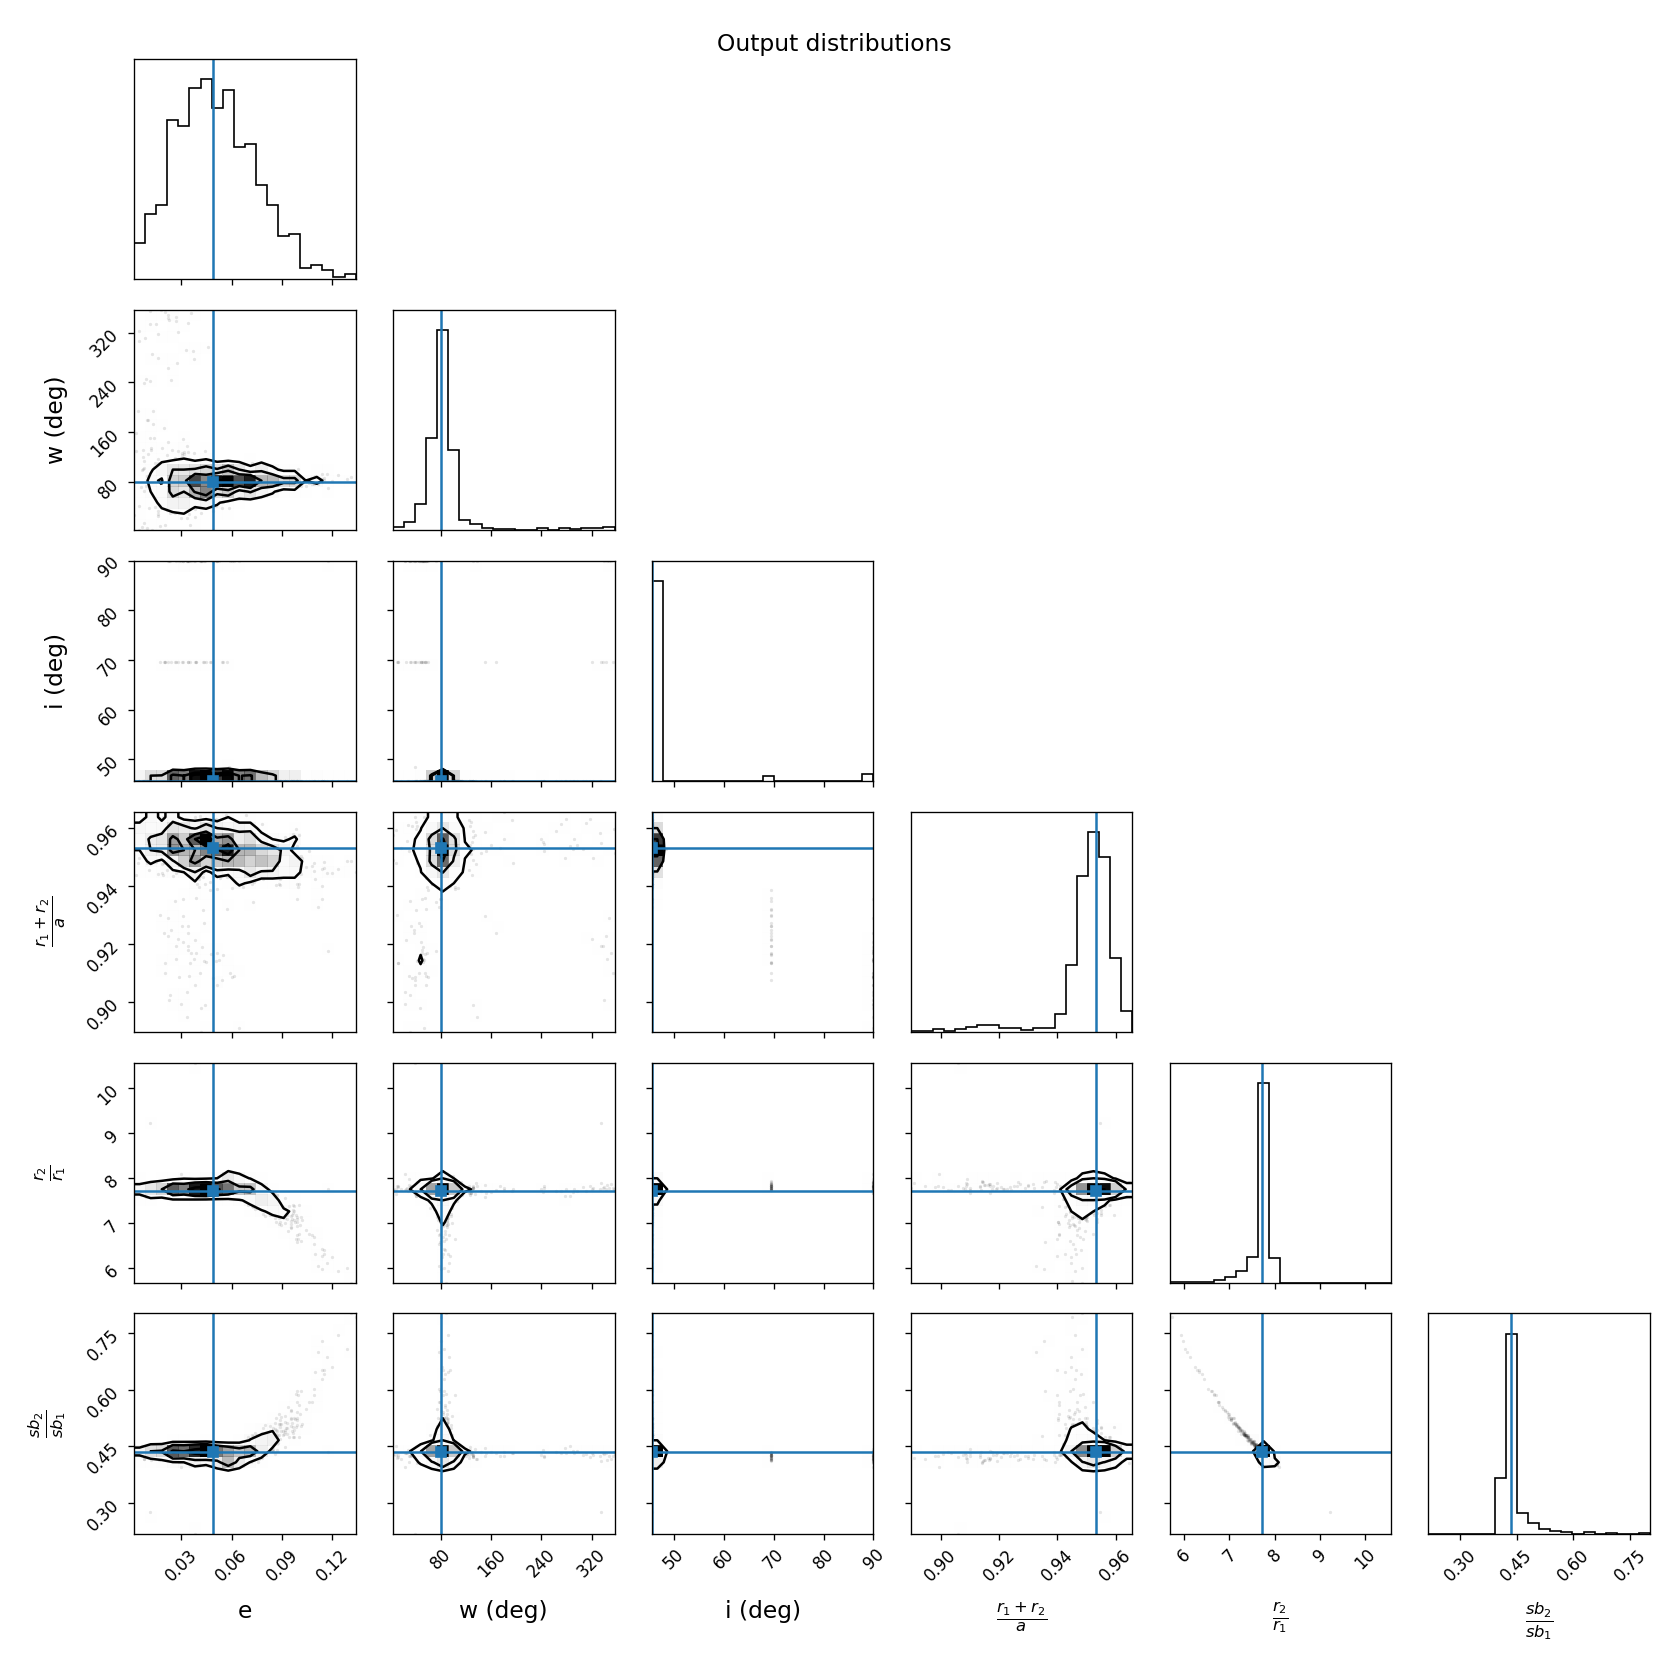 Output distributions
320
240
160
80
w (deg)
90
80
70
60
50
i (deg)
0.96
0.94
0.92
0.90
r₁ + r₂
a
10
9
8
7
6
r₂
r₁
0.75
0.60
0.45
0.30
sb₂
sb₁
0.03 0.06 0.09 0.12 80 160 240 320 50 60 70 80 90 0.90 0.92 0.94 0.96 6 7 8 9 10 0.30 0.45 0.60 0.75
e w (deg) i (deg)
r₁ + r₂ r₂ sb₂
a r₁ sb₁